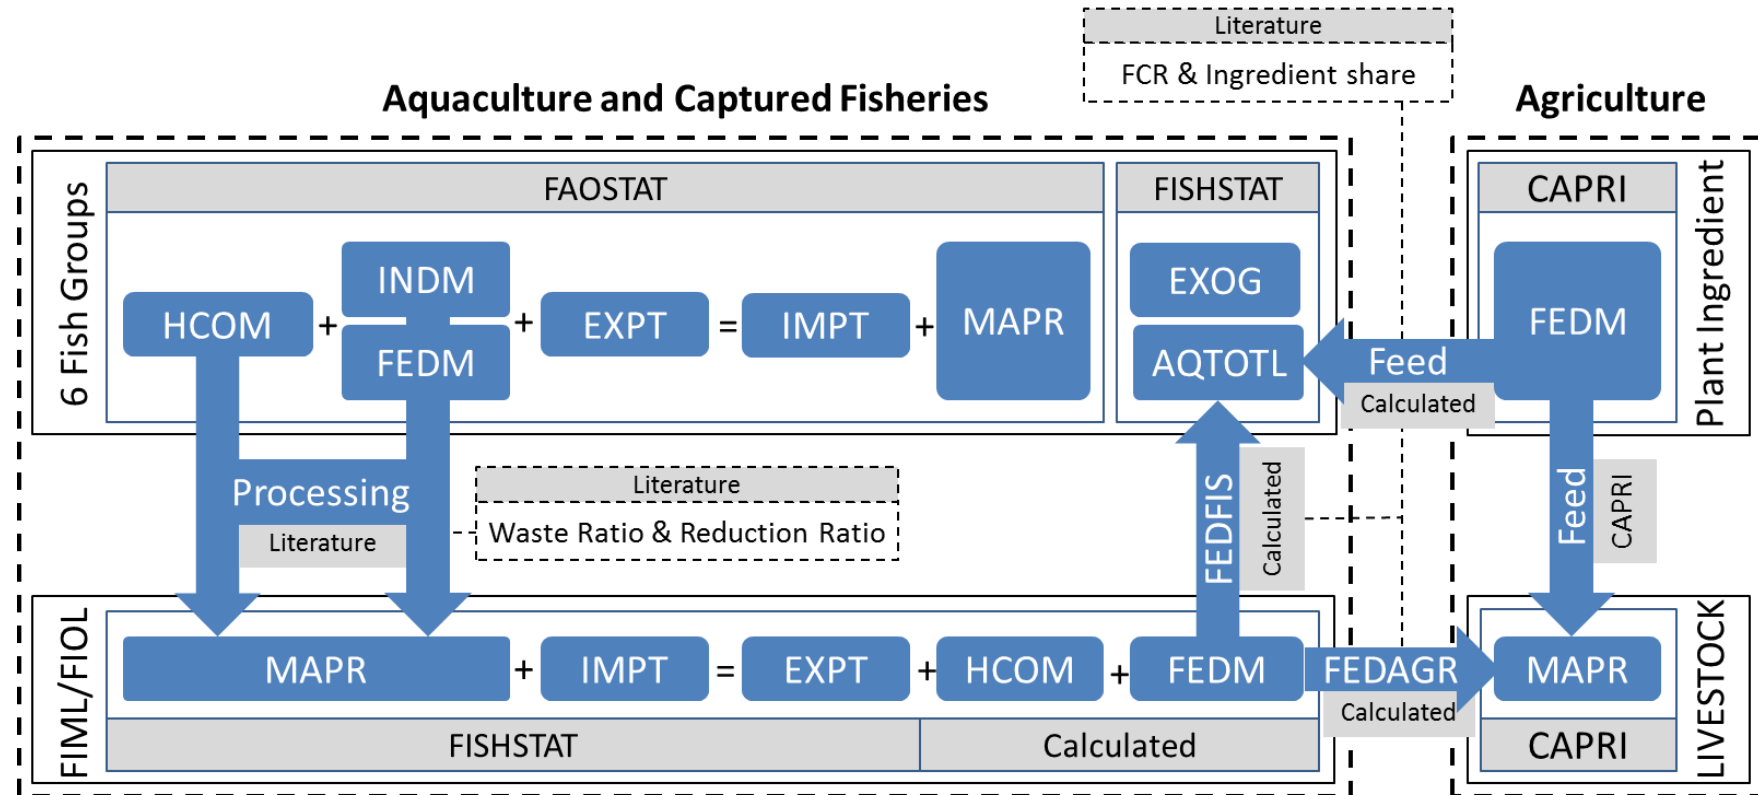 Literature
FCR & Ingredient share
Aquaculture and Captured Fisheries
Agriculture
6 Fish Groups
FAOSTAT
FISHSTAT
CAPRI
Plant Ingredient
HCOM
+
INDM
FEDM
+
EXPT
=
IMPT
+
MAPR
EXOG
AQTOTL
Feed
Calculated
FEDM
Processing
Literature
Literature
Waste Ratio & Reduction Ratio
FEDFIS
Calculated
Feed
CAPRI
FIML/FIOL
MAPR
+
IMPT
=
EXPT
+
HCOM
+
FEDM
FEDAGR
Calculated
MAPR
LIVESTOCK
FISHSTAT
Calculated
CAPRI